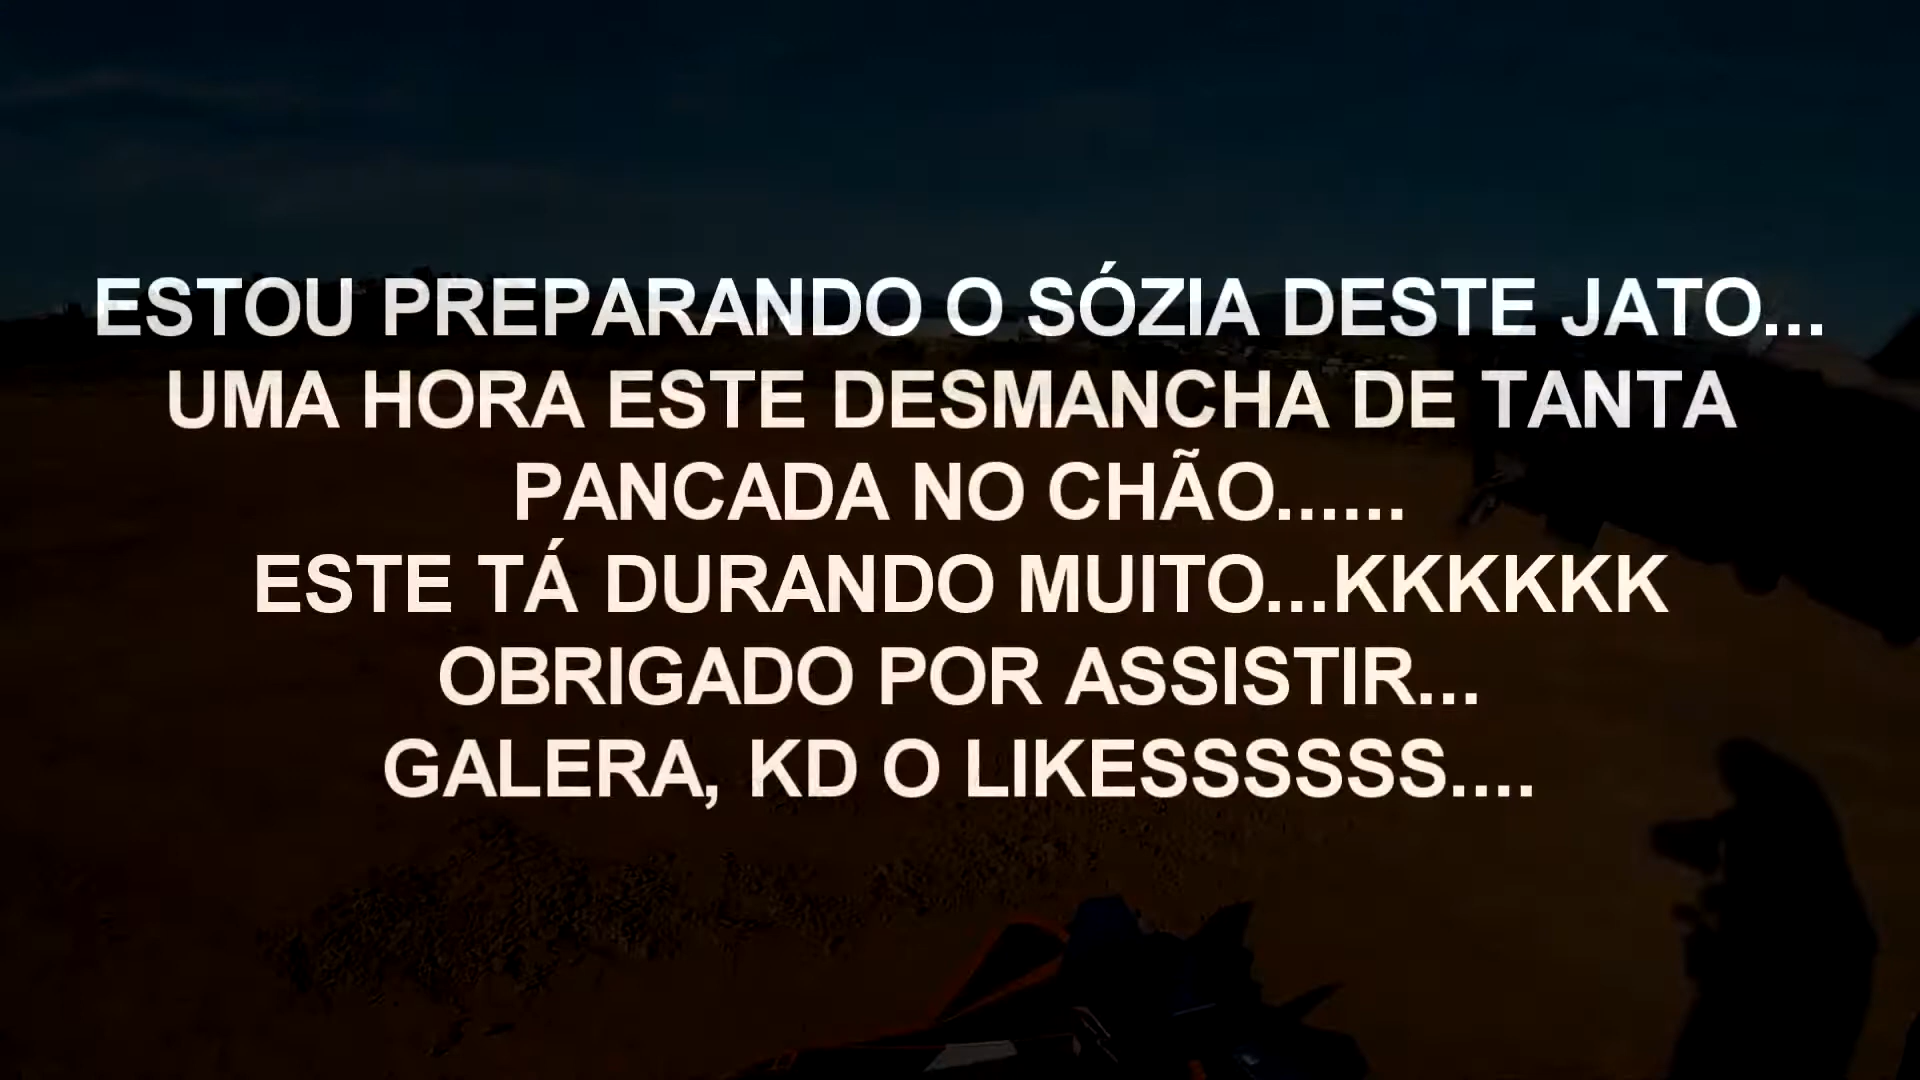 ESTOU PREPARANDO O SÓZIA DESTE JATO...
UMA HORA ESTE DESMANCHA DE TANTA
PANCADA NO CHÃO......
ESTE TÁ DURANDO MUITO...KKKKKK
OBRIGADO POR ASSISTIR...
GALERA, KD O LIKESSSSSS....